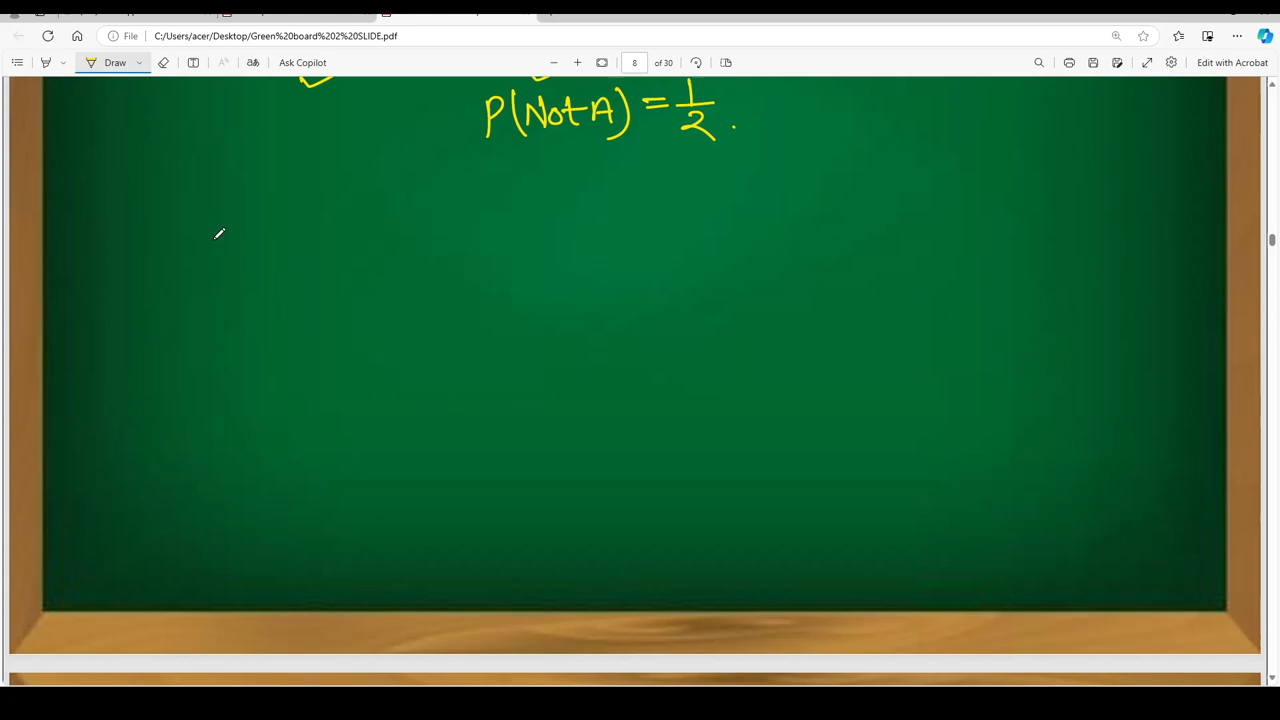 File C:/Users/acer/Desktop/Green%20board%202%20SLIDE.pdf
Draw Ask Copilot 8 of 30 Edit with Acrobat
P(Not A) = 1/2 .